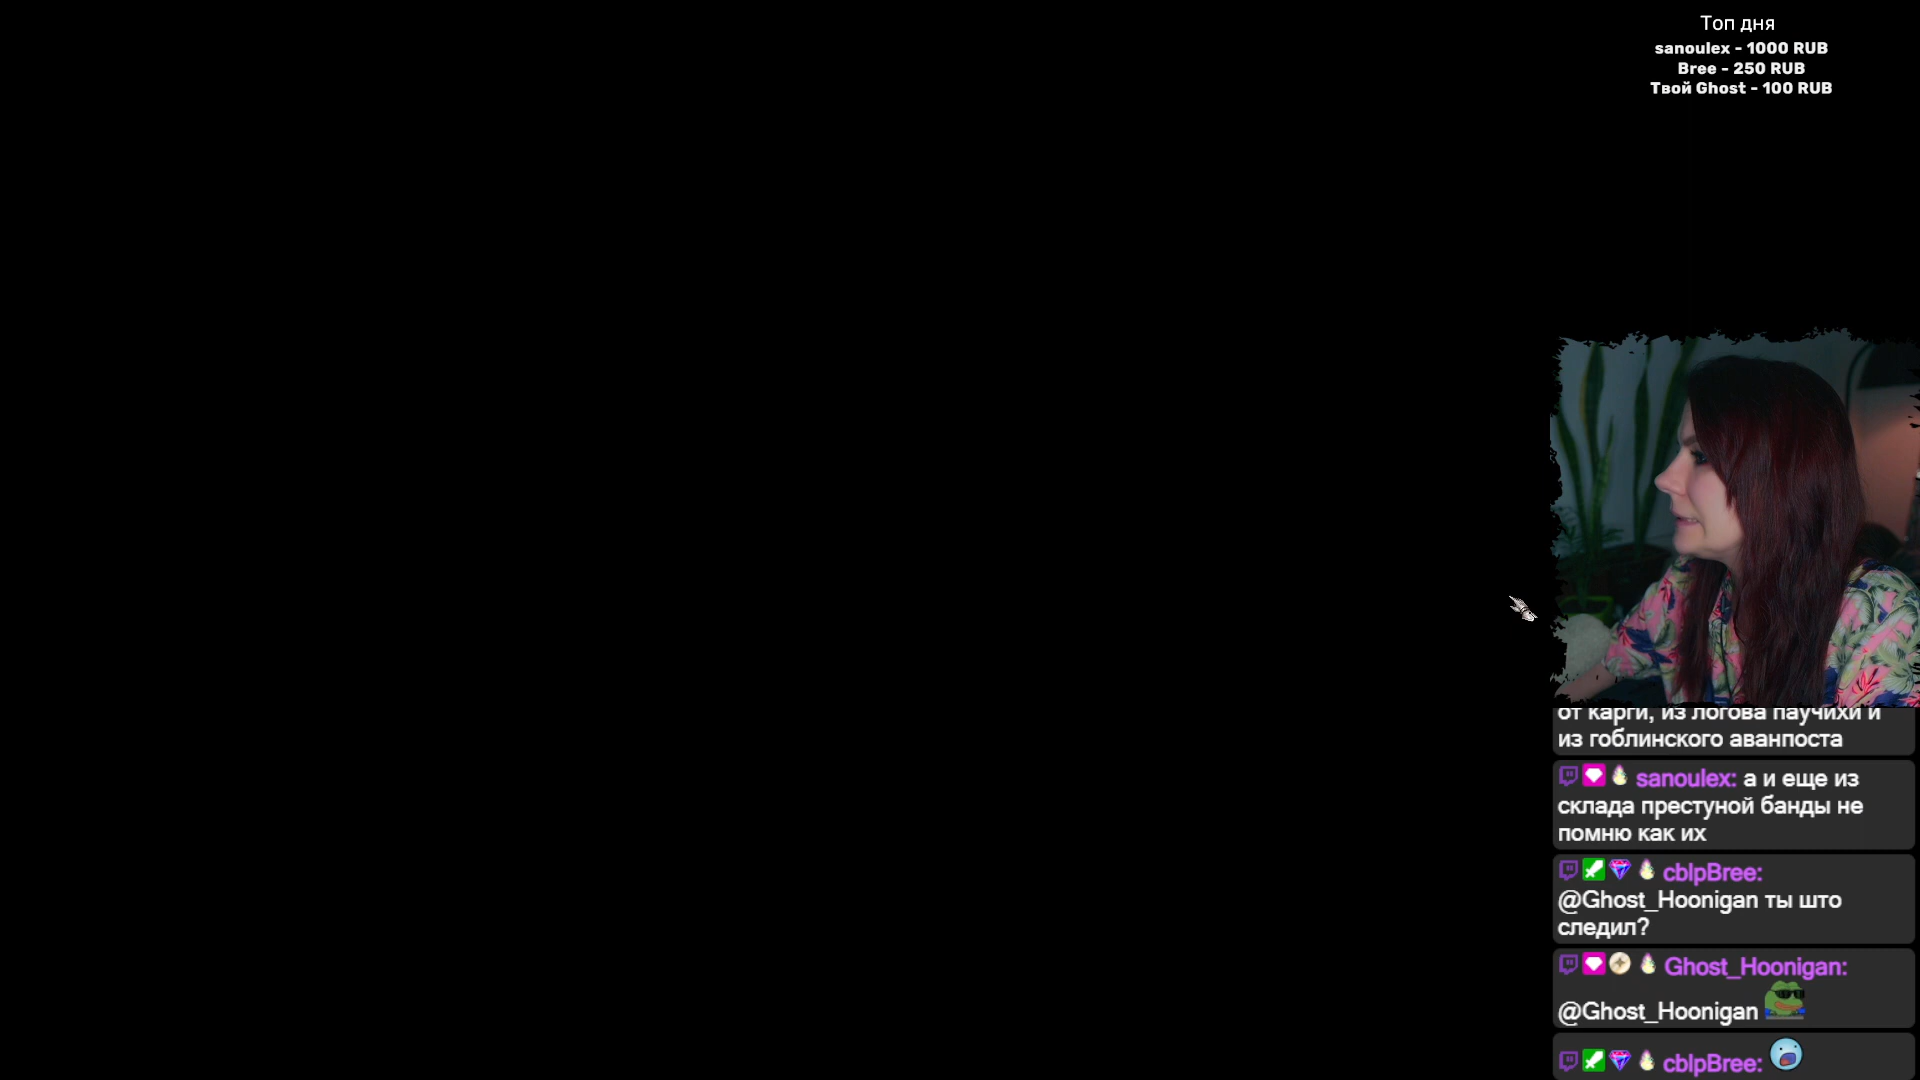 Топ дня
sanoulex - 1000 RUB
Bree - 250 RUB
Твой Ghost - 100 RUB
от карги, из логова паучихи и
из гоблинского аванпоста
sanoulex: а и еще из
склада престуной банды не
помню как их
cblpBree:
@Ghost_Hoonigan ты што
следил?
Ghost_Hoonigan:
@Ghost_Hoonigan
cblpBree: